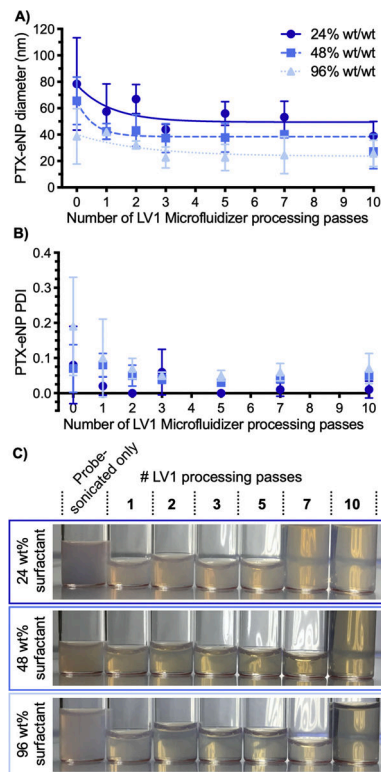 A)
PTX-eNP diameter (nm)
140
120
100
80
60
40
20
0
24% wt/wt
48% wt/wt
96% wt/wt
0 1 2 3 4 5 6 7 8 9 10
Number of LV1 Microfluidizer processing passes
B)
PTX-eNP PDI
0.4
0.3
0.2
0.1
0.0
0 1 2 3 4 5 6 7 8 9 10
Number of LV1 Microfluidizer processing passes
C)
Probe-
sonicated only
# LV1 processing passes
1 2 3 5 7 10
24 wt%
surfactant
48 wt%
surfactant
96 wt%
surfactant